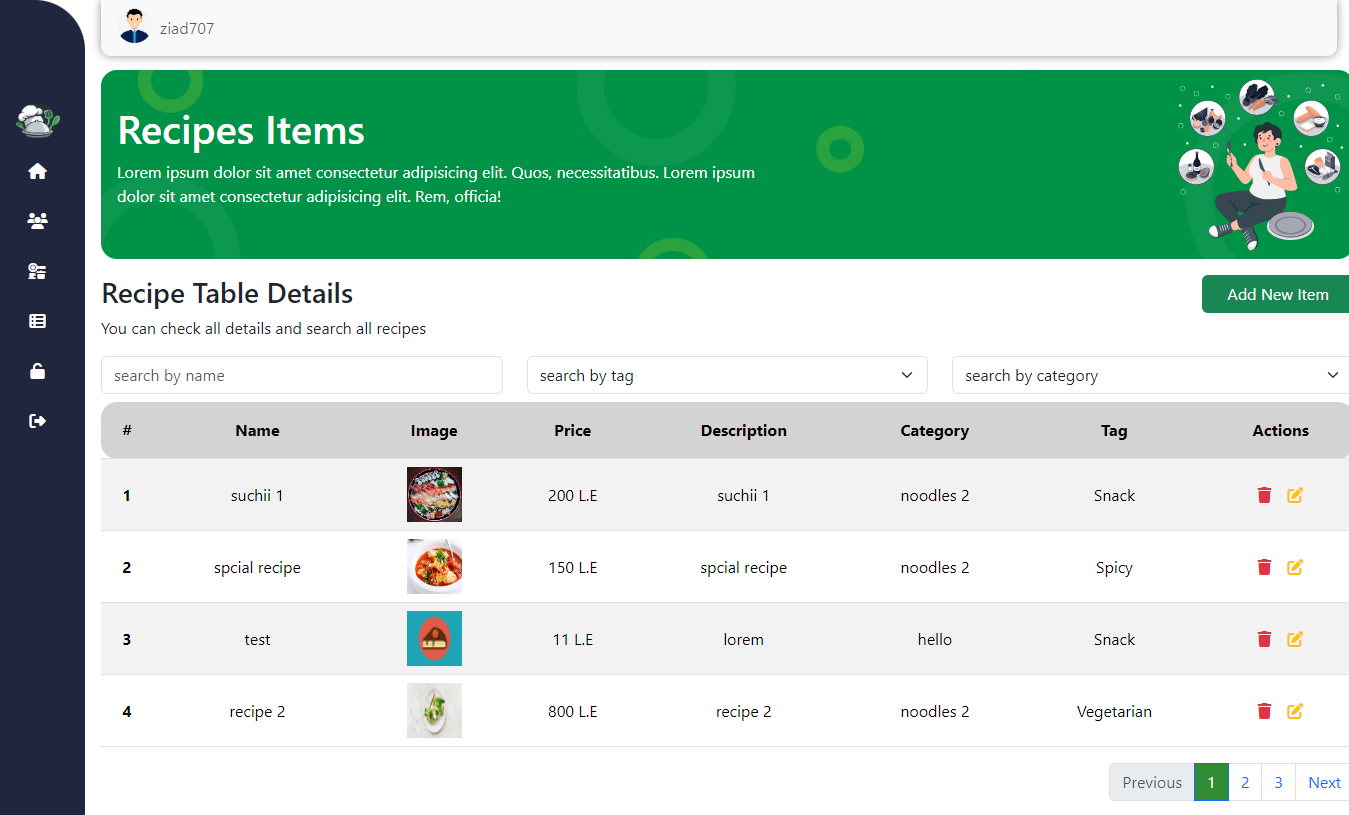 ziad707
Recipes Items
Lorem ipsum dolor sit amet consectetur adipisicing elit. Quos, necessitatibus. Lorem ipsum
dolor sit amet consectetur adipisicing elit. Rem, officia!
Recipe Table Details
Add New Item
You can check all details and search all recipes
search by name search by tag search by category
# Name Image Price Description Category Tag Actions
1 suchii 1 200 L.E suchii 1 noodles 2 Snack
2 spcial recipe 150 L.E spcial recipe noodles 2 Spicy
3 test 11 L.E lorem hello Snack
4 recipe 2 800 L.E recipe 2 noodles 2 Vegetarian
Previous 1 2 3 Next